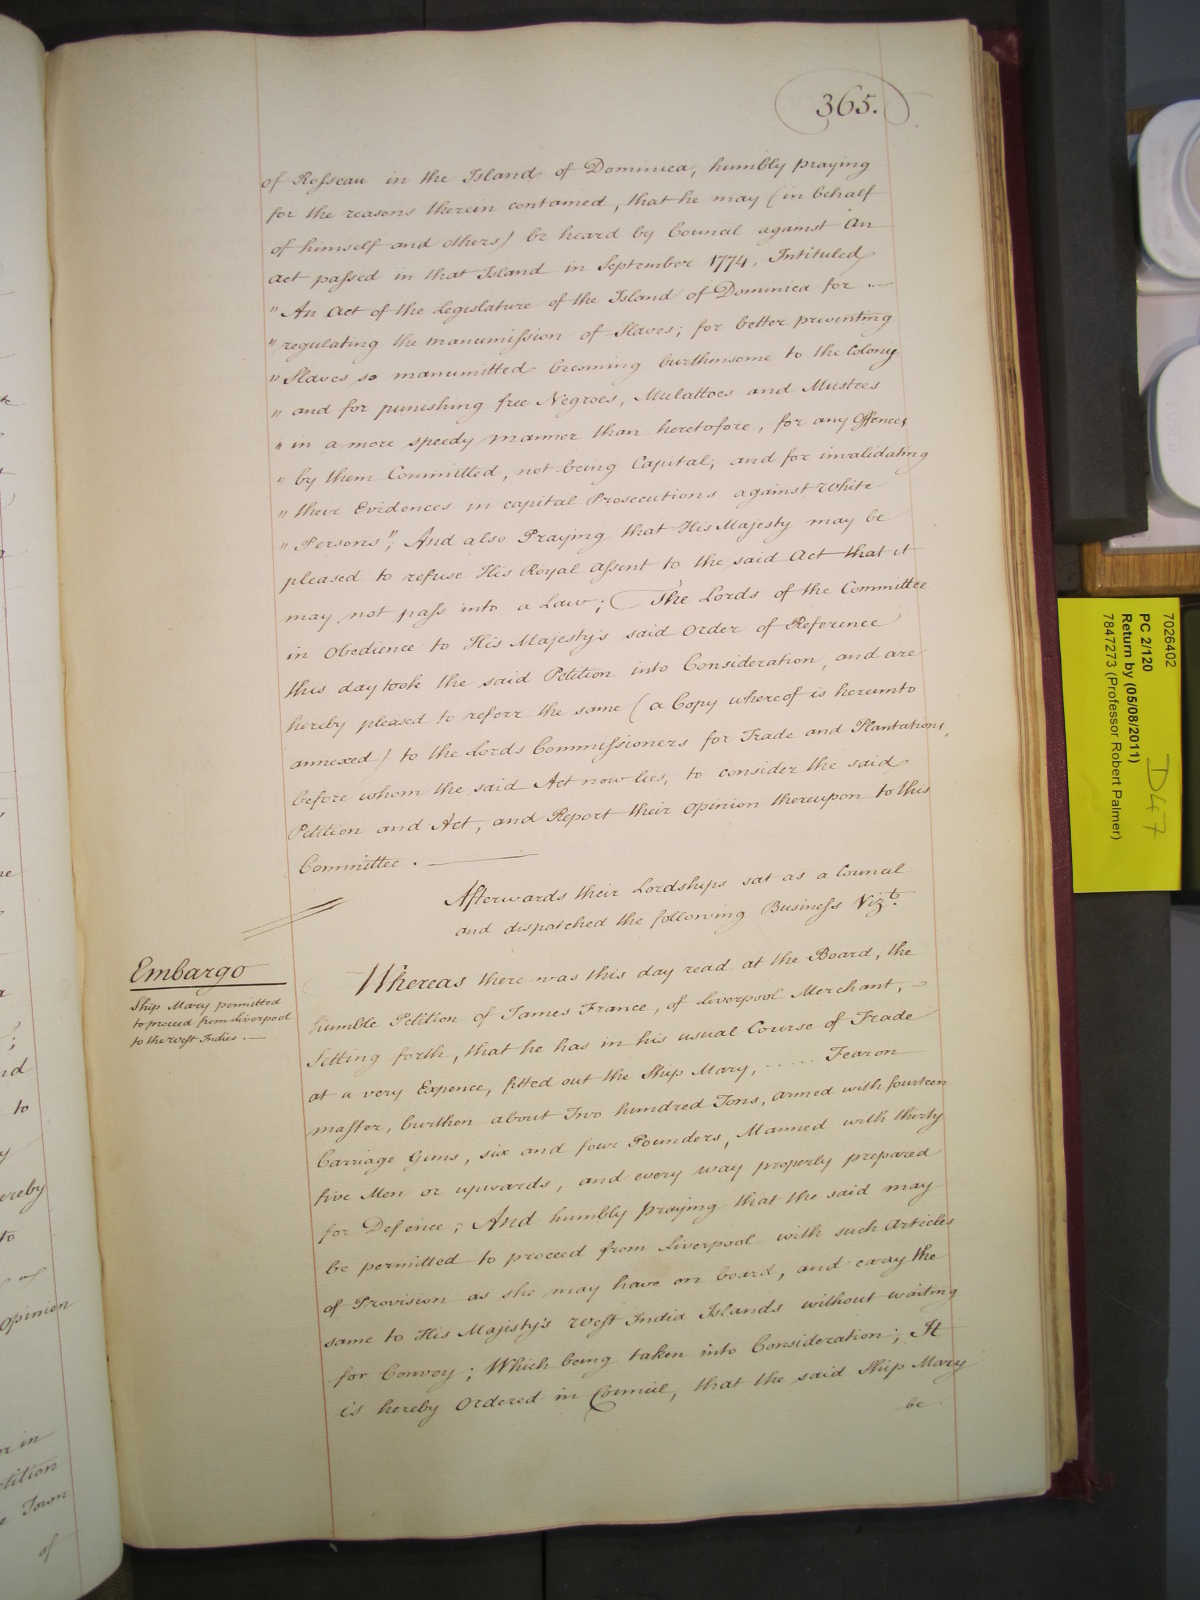 365.
of Rosseau in the Island of Dominica, humbly praying
for the reasons therein contained, that he may (in behalf
of himself and others) be heard by Council against An
Act passed in that Island in September 1774, Intituled
" An Act of the Legislature of the Island of Dominica for
" regulating the manumission of Slaves; for better preventing
" Slaves so manumitted becoming burthensome to the Colony
" and for punishing free Negroes, Mulattoes and Mustees
" in a more speedy manner than heretofore, for any Offences
" by them Committed, not being Capital; and for invalidating
" their Evidences in capital Prosecutions against White
" Persons"; And also Praying that His Majesty may be
pleased to refuse His Royal Assent to the said Act that it
may not pass into a Law; The Lords of the Committee
in Obedience to His Majesty's said Order of Reference
this day took the said Petition into Consideration, and are
hereby pleased to referr the same (a Copy whereof is hereunto
annexed) to the Lords Commissioners for Trade and Plantations,
before whom the said Act now lies, to consider the said
Petition and Act, and Report their Opinion thereupon to this
Committee.
Afterwards their Lordships sat as a Council
and dispatched the following Business Vizt.
Embargo
Ship Mary permitted
to proceed from Liverpool
to the West Indies.
Whereas there was this day read at the Board, the
humble Petition of James France, of Liverpool Merchant,
Setting forth, that he has in his usual Course of Trade
at a very Expence, fitted out the Ship Mary, ..... Fearon
master, burthen about Two hundred Tons, armed with fourteen
Carriage Guns, six and four Pounders, Manned with thirty
five Men or upwards, and every way properly prepared
for Defence; And humbly praying that the said may
be permitted to proceed from Liverpool with such Articles
of Provision as she may have on board, and carry the
same to His Majesty's West India Islands without waiting
for Convoy; Which being taken into Consideration; It
is hereby Ordered in Council, that the said Ship Mary
be
7026402
PC 2/120
Return by (05/08/2011)
7847273 (Professor Robert Palmer)
D47
ereby
to
opinion
Town
of